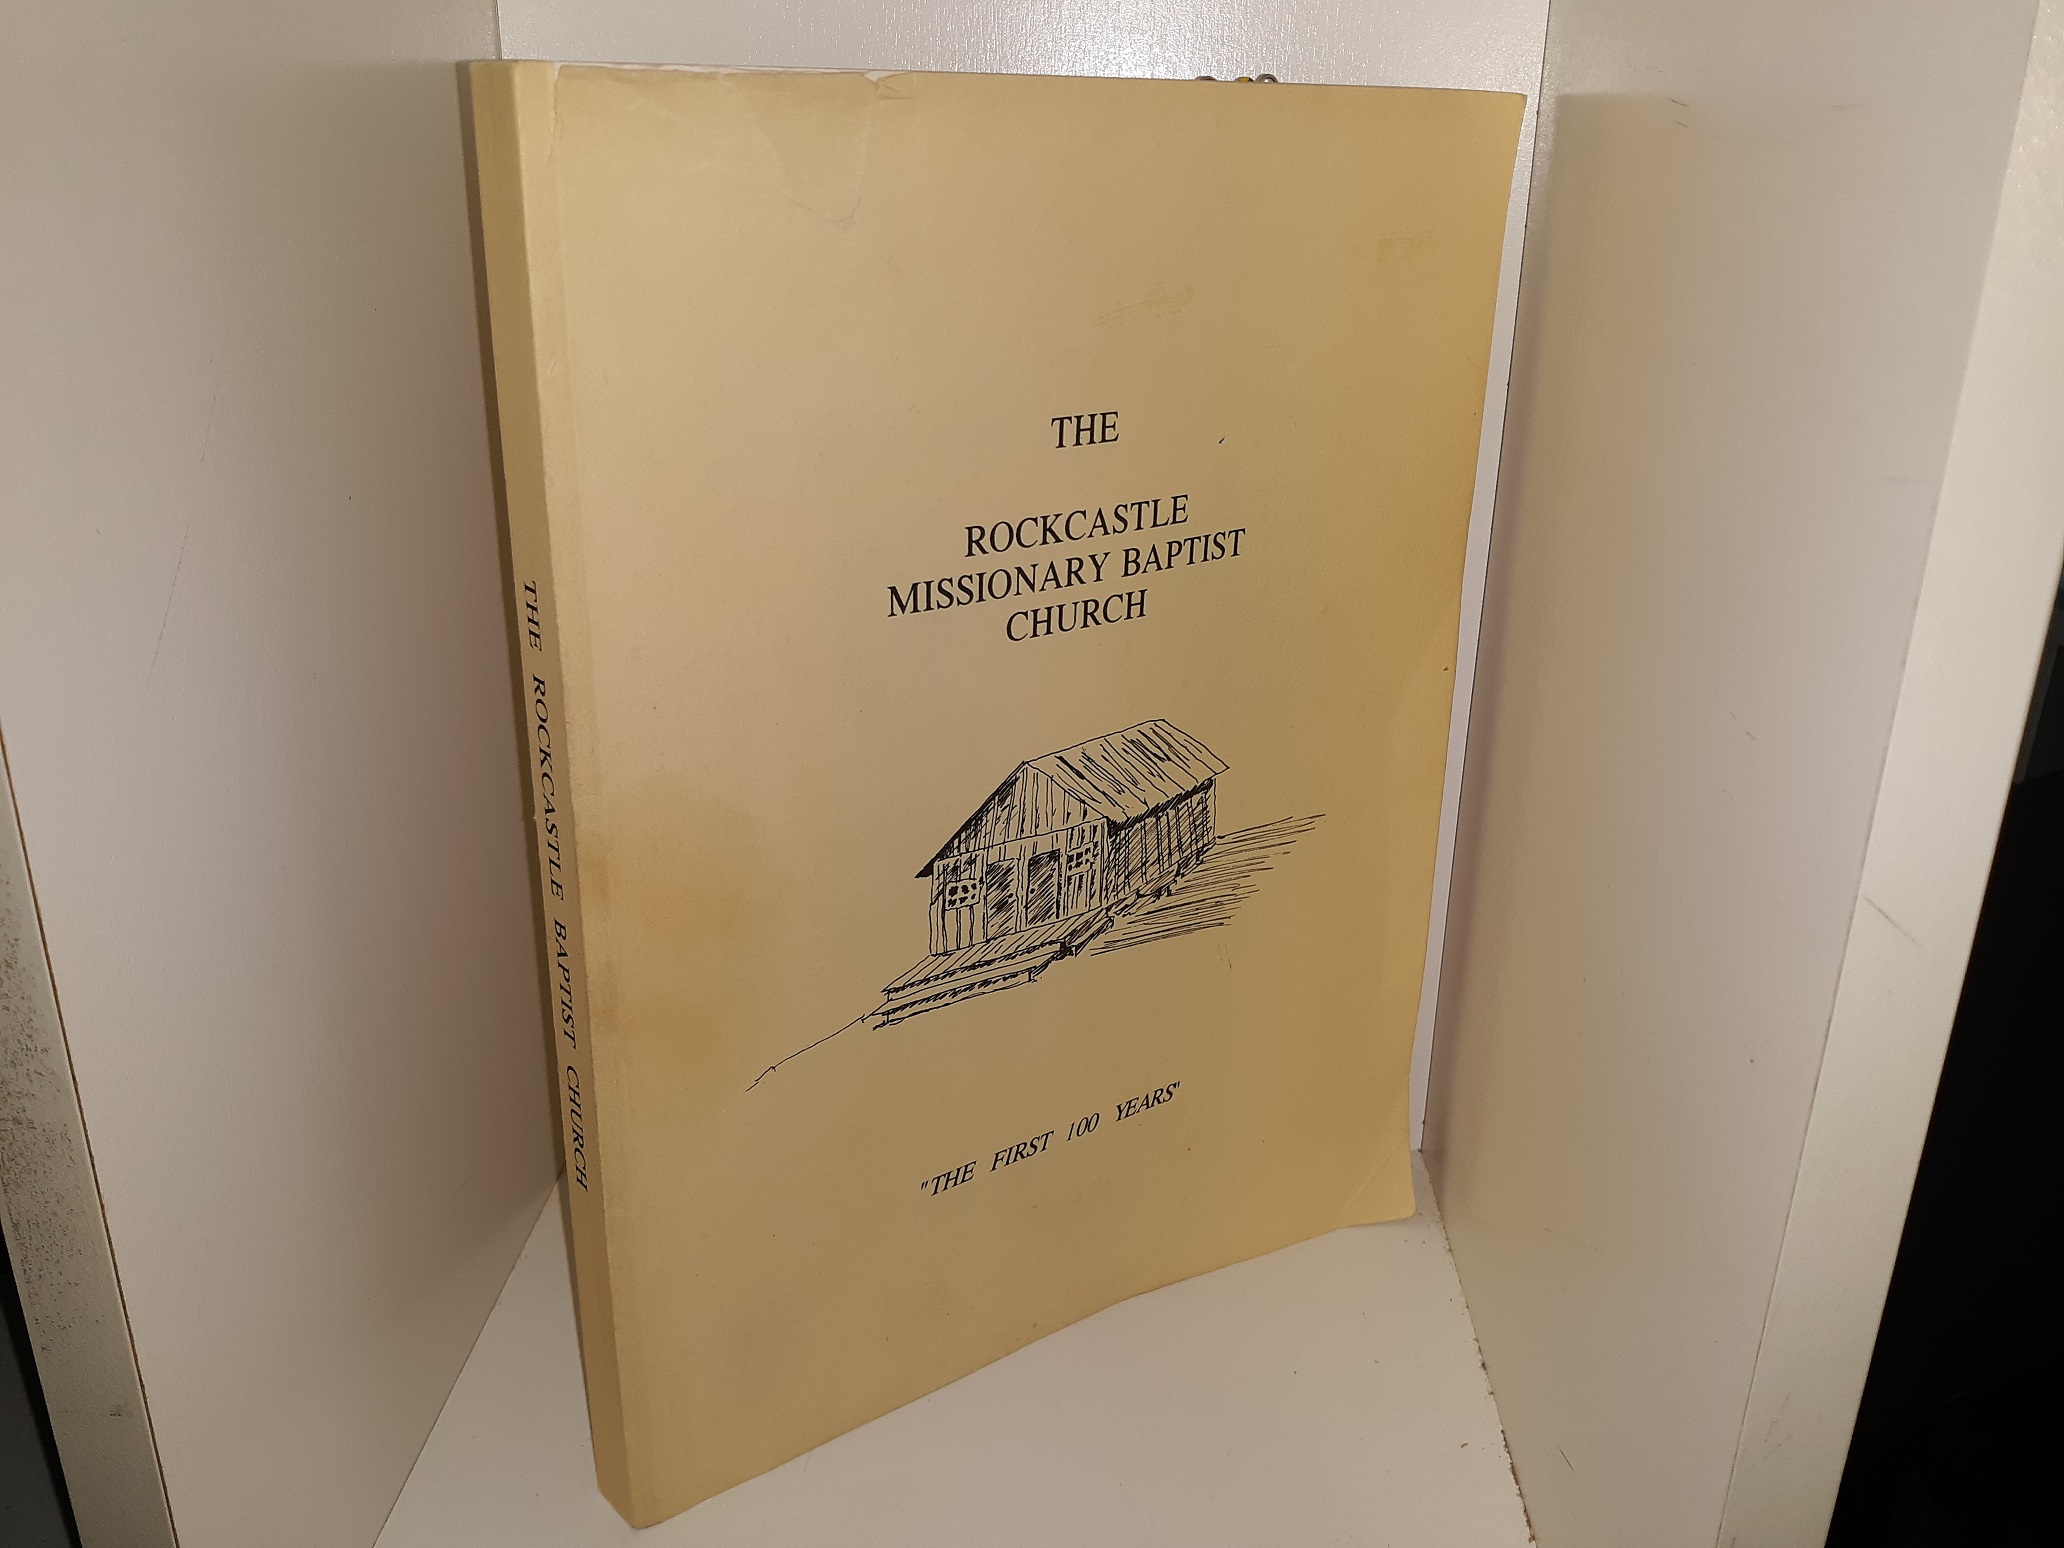 THE
ROCKCASTLE
MISSIONARY BAPTIST
CHURCH
"THE FIRST 100 YEARS"
THE ROCKCASTLE BAPTIST CHURCH